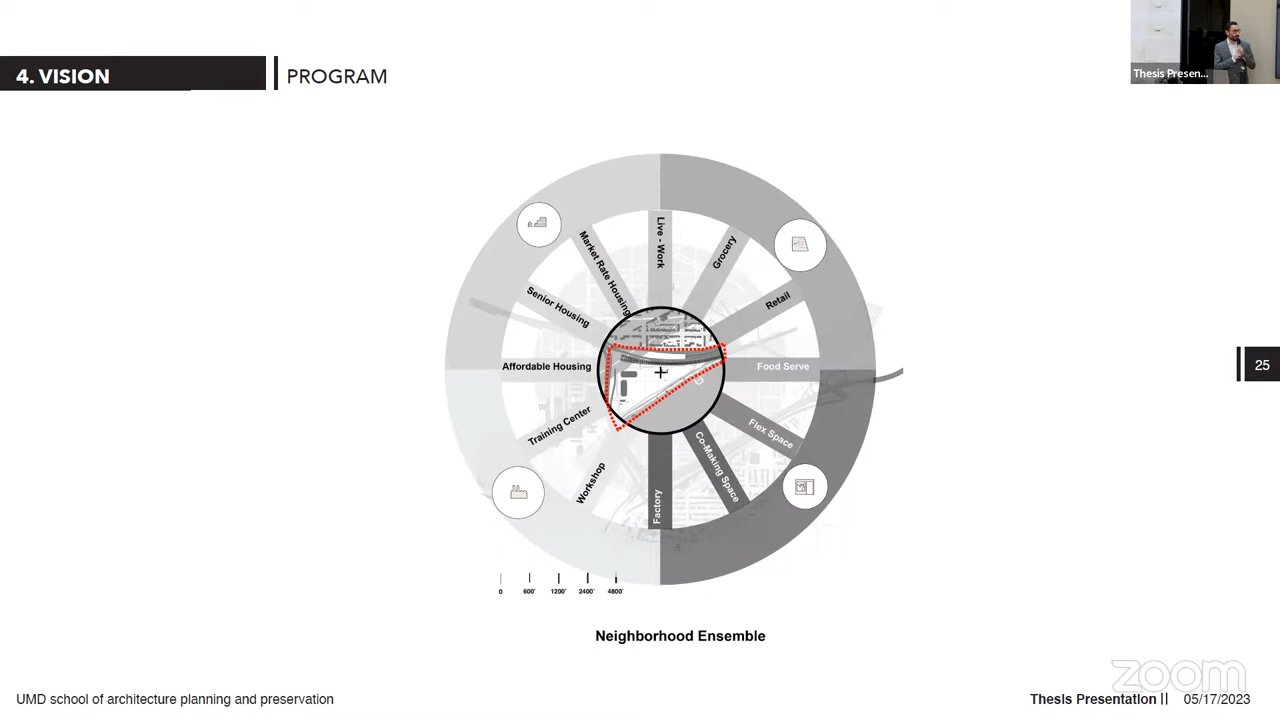 4. VISION
PROGRAM
Thesis Presen...
Live - Work
Grocery
Retail
Food Serve
Flex Space
Co-Making Space
Factory
Workshop
Training Center
Affordable Housing
Senior Housing
Market Rate Housing
25
0 600' 1200' 2400' 4800'
Neighborhood Ensemble
zoom
UMD school of architecture planning and preservation
Thesis Presentation || 05/17/2023